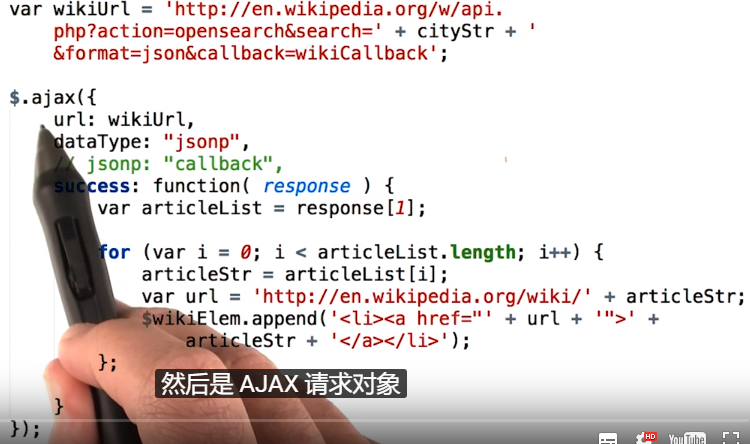 var wikiUrl = 'http://en.wikipedia.org/w/api.
php?action=opensearch&search=' + cityStr + '
&format=json&callback=wikiCallback';
$.ajax({
url: wikiUrl,
dataType: "jsonp",
// jsonp: "callback",
success: function( response ) {
var articleList = response[1];
for (var i = 0; i < articleList.length; i++) {
articleStr = articleList[i];
var url = 'http://en.wikipedia.org/wiki/' + articleStr;
$wikiElem.append('<li><a href="' + url + '">' +
articleStr + '</a></li>');
};
然后是 AJAX 请求对象
}
});
HD
YouTube